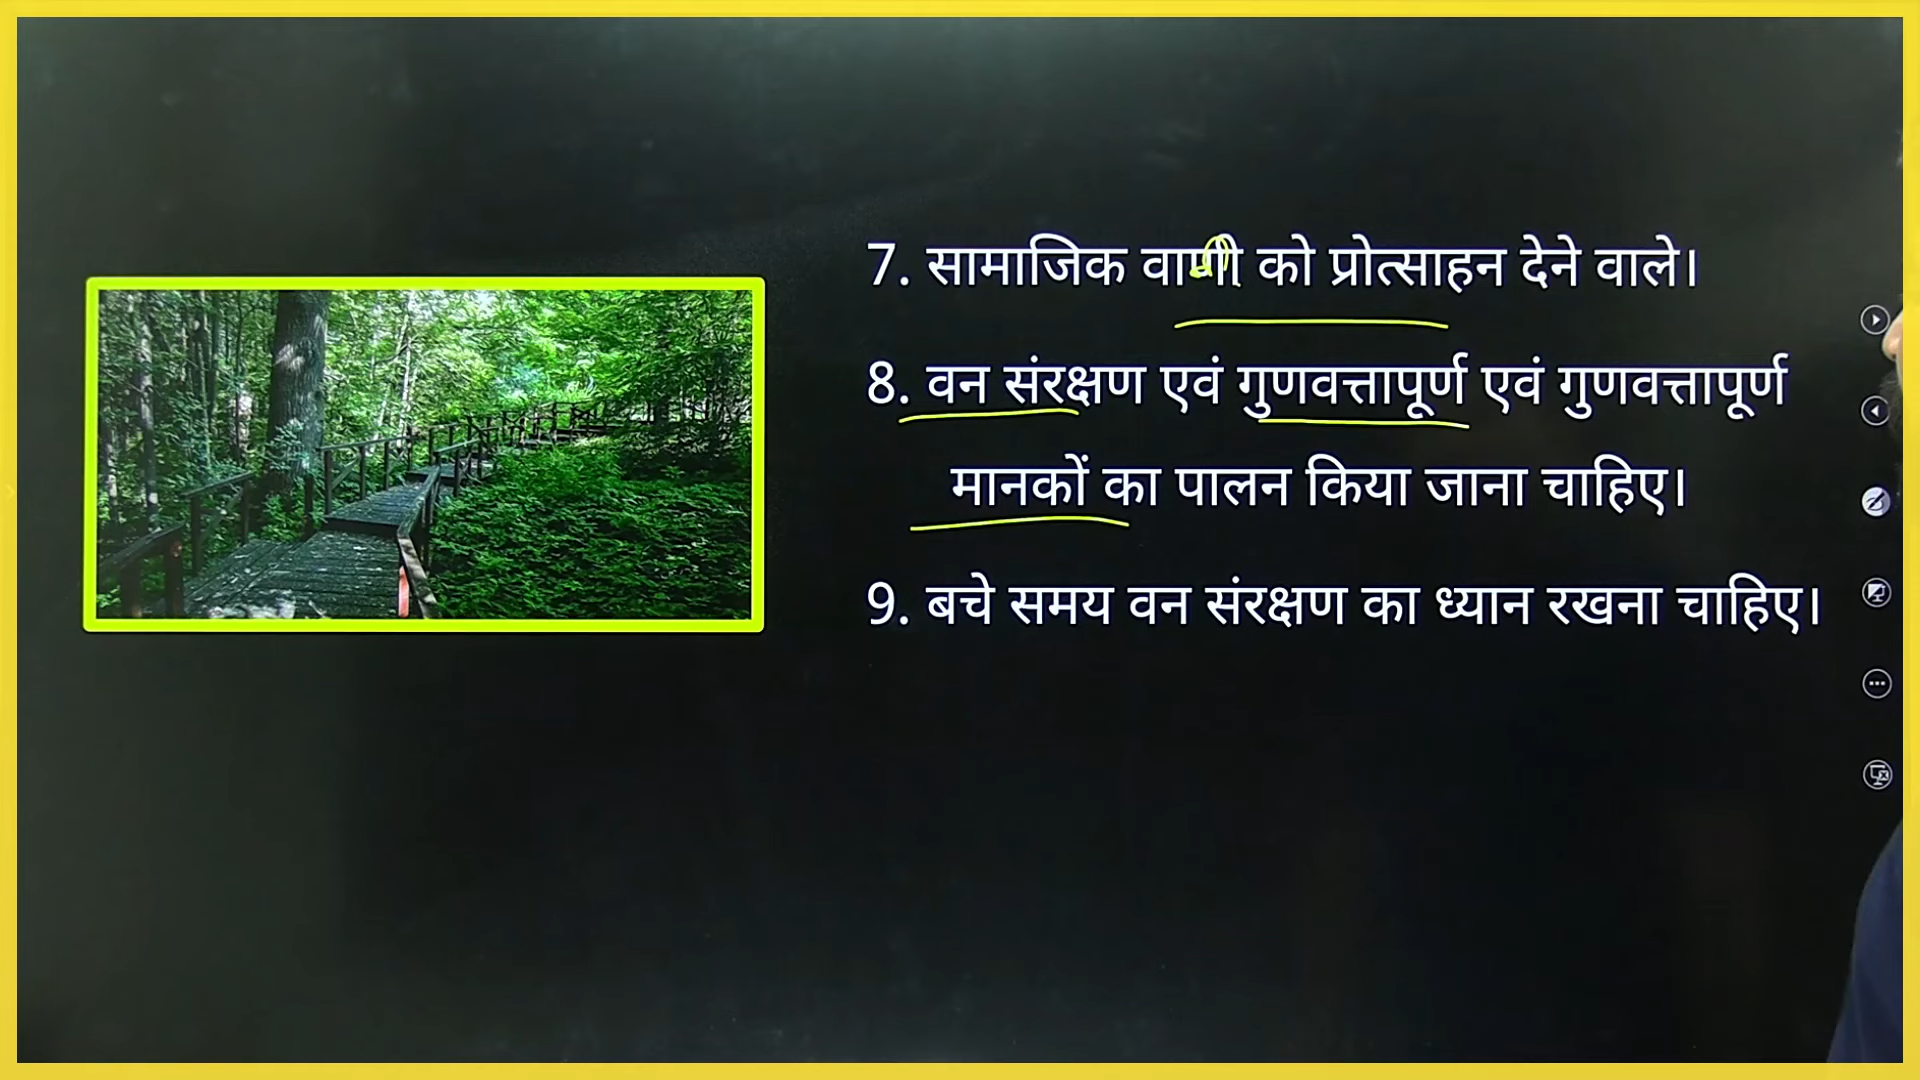 7. सामाजिक को प्रोत्साहन देने वाले।
8. वन संरक्षण एवं गुणवत्तापूर्ण एवं गुणवत्तापूर्ण
मानकों का पालन किया जाना चाहिए।
9. बचे समय वन संरक्षण का ध्यान रखना चाहिए।